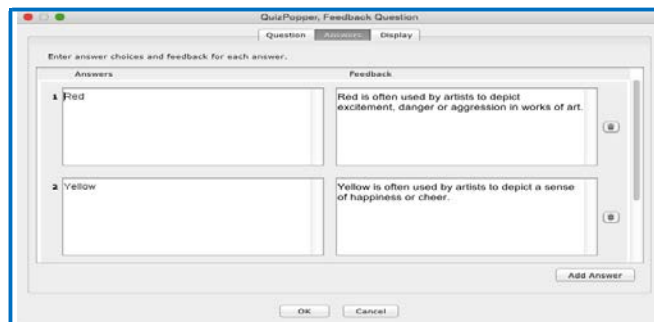 QuizPopper, Feedback Question
Question Answers Display
Enter answer choices and feedback for each answer.
Answers Feedback
1 Red
Red is often used by artists to depict
excitement, danger or aggression in works of art.
2 Yellow
Yellow is often used by artists to depict a sense
of happiness or cheer.
Add Answer
OK Cancel